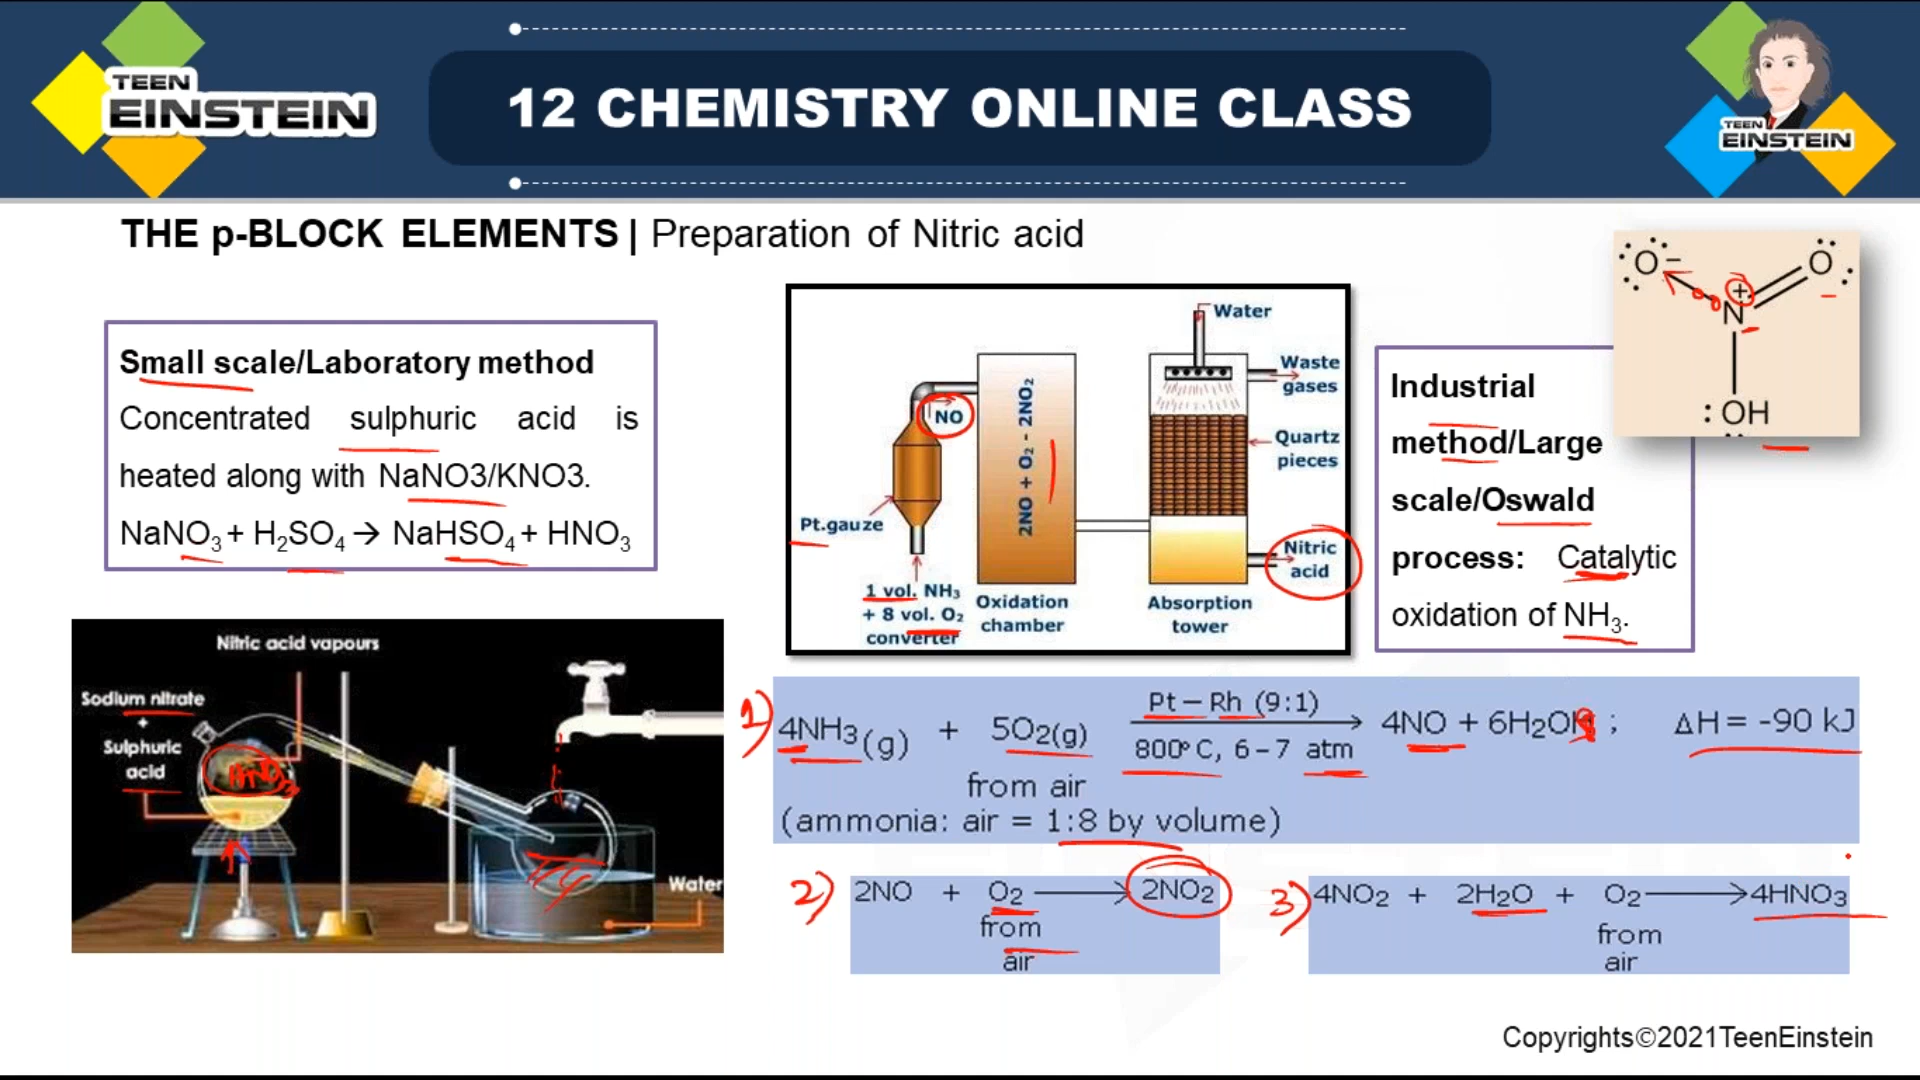 TEEN
EINSTEIN
12 CHEMISTRY ONLINE CLASS
TEEN
EINSTEIN
THE p-BLOCK ELEMENTS | Preparation of Nitric acid
Small scale/Laboratory method
Concentrated sulphuric acid is
heated along with NaNO3/KNO3.
NaNO₃ + H₂SO₄ → NaHSO₄ + HNO₃
Nitric acid vapours
Sodium nitrate
+
Sulphuric
acid
HNO3
Water
Water
Waste
gases
NO
2NO + O₂ - 2NO₂
Quartz
pieces
Pt.gauze
Nitric
acid
1 vol. NH₃
+ 8 vol. O₂
converter
Oxidation
chamber
Absorption
tower
Industrial
method/Large
scale/Oswald
process: Catalytic
oxidation of NH₃.
:O:⁻
O:
+
N
:OH
1) 4NH₃(g) + 5O₂(g) Pt – Rh (9:1) → 4NO + 6H₂O ; ΔH = -90 kJ
800°C, 6 – 7 atm
from air
(ammonia: air = 1:8 by volume)
2) 2NO + O₂ → 2NO₂
from
air
3) 4NO₂ + 2H₂O + O₂ → 4HNO₃
from
air
Copyrights©2021TeenEinstein